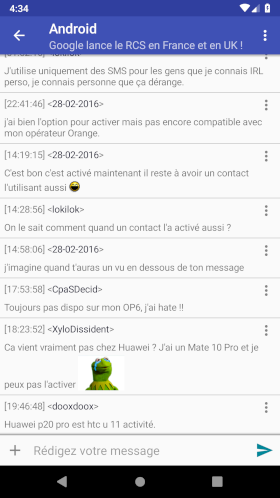 4:34
Android
Google lance le RCS en France et en UK !
J'utilise uniquement des SMS pour les gens que je connais IRL
perso, je connais personne que ça dérange.
[22:41:46] <28-02-2016>
j'ai bien l'option pour activer mais pas encore compatible avec
mon opérateur Orange.
[14:19:15] <28-02-2016>
C'est bon c'est activé maintenant il reste à avoir un contact
l'utilisant aussi
[14:28:56] <lokilok>
On le sait comment quand un contact l'a activé aussi ?
[14:58:06] <28-02-2016>
j'imagine quand t'auras un vu en dessous de ton message
[17:53:58] <CpaSDecid>
Toujours pas dispo sur mon OP6, j'ai hate !!
[18:23:52] <XyloDissident>
Ca vient vraiment pas chez Huawei ? J'ai un Mate 10 Pro et je
peux pas l'activer
[19:46:48] <dooxdoox>
Huawei p20 pro est htc u 11 activité.
Rédigez votre message